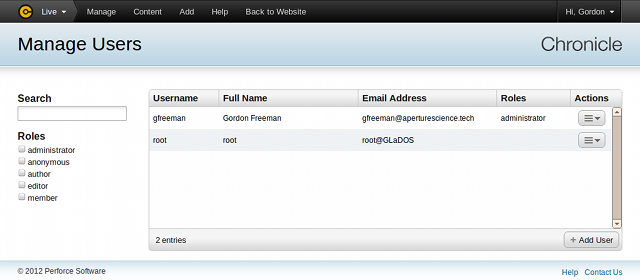 Live Manage Content Add Help Back to Website Hi, Gordon
Manage Users
Chronicle
Search
Roles
administrator
anonymous
author
editor
member
Username Full Name Email Address Roles Actions
gfreeman Gordon Freeman gfreeman@aperturescience.tech administrator
root root root@GLaDOS
2 entries
+ Add User
© 2012 Perforce Software
Help Contact Us